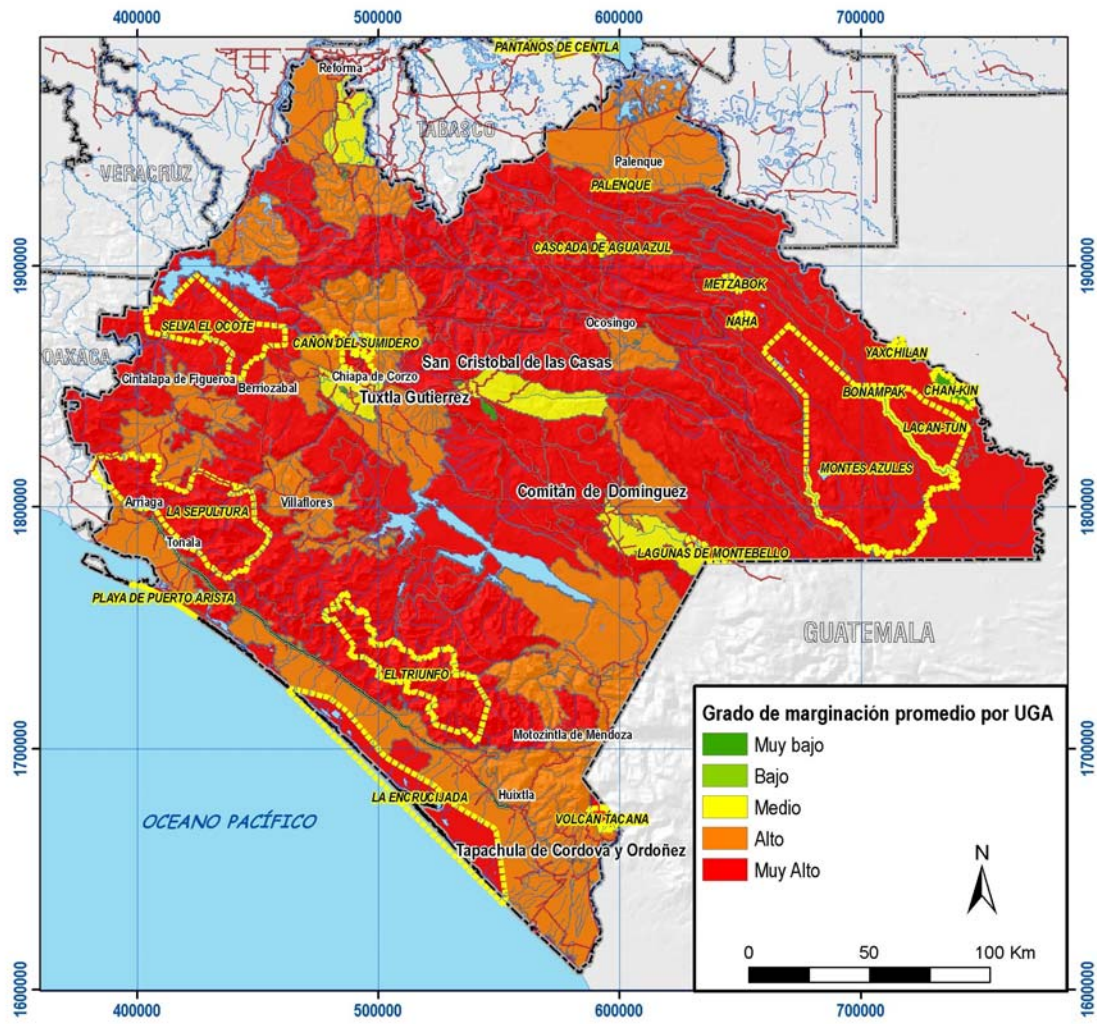 400000
500000
600000
700000
PANTANOS DE CENTLA
Reforma
TABASCO
VERACRUZ
Palenque
PALENQUE
CASCADA DE AGUA AZUL
1900000
1900000
METZABOK
NAHA
Ocosingo
SELVA EL OCOTE
CAÑON DEL SUMIDERO
YAXCHILAN
OAXACA
San Cristobal de las Casas
Cintalapa de Figueroa
Chiapa de Corzo
Berriozabal
Tuxtla Gutierrez
BONAMPAK
CHAN-KIN
LACAN-TUN
MONTES AZULES
Comitán de Dominguez
Arriaga
Villaflores
1800000
1800000
LA SEPULTURA
Tonala
LAGUNAS DE MONTEBELLO
PLAYA DE PUERTO ARISTA
GUATEMALA
EL TRIUNFO
Motozintla de Mendoza
1700000
1700000
LA ENCRUCIJADA
Huixtla
VOLCÁN TACANA
OCEANO PACÍFICO
Tapachula de Cordova y Ordoñez
Grado de marginación promedio por UGA
Muy bajo
Bajo
Medio
Alto
Muy Alto
N
0 50 100 Km
1600000
1600000
400000
500000
600000
700000